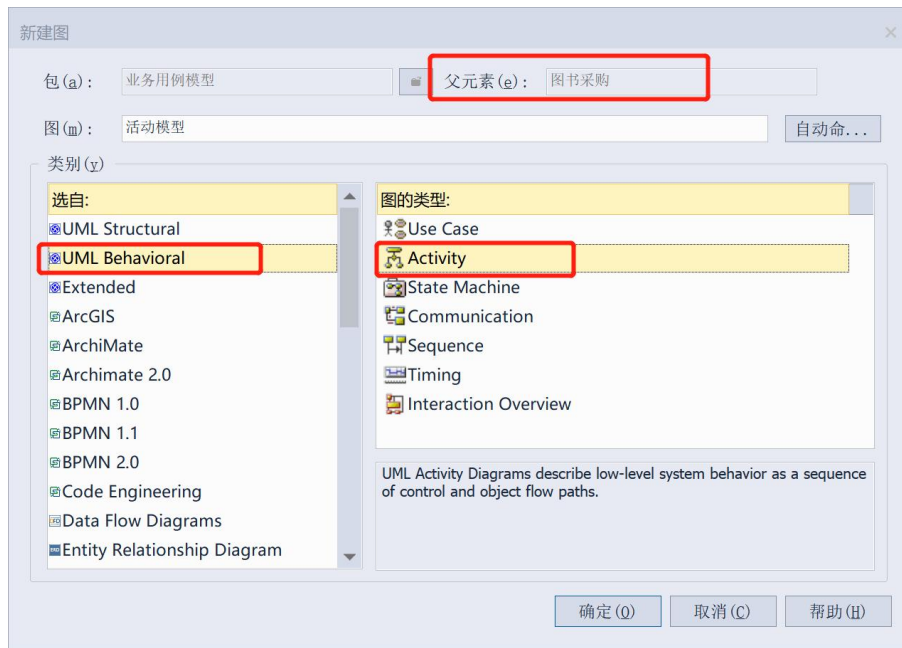 新建图
包(a): 业务用例模型 父元素(e): 图书采购
图(m): 活动模型 自动命...
类别(y)
选自:
UML Structural
UML Behavioral
Extended
ArcGIS
ArchiMate
Archimate 2.0
BPMN 1.0
BPMN 1.1
BPMN 2.0
Code Engineering
Data Flow Diagrams
Entity Relationship Diagram
图的类型:
Use Case
Activity
State Machine
Communication
Sequence
Timing
Interaction Overview
UML Activity Diagrams describe low-level system behavior as a sequence
of control and object flow paths.
确定(O) 取消(C) 帮助(H)